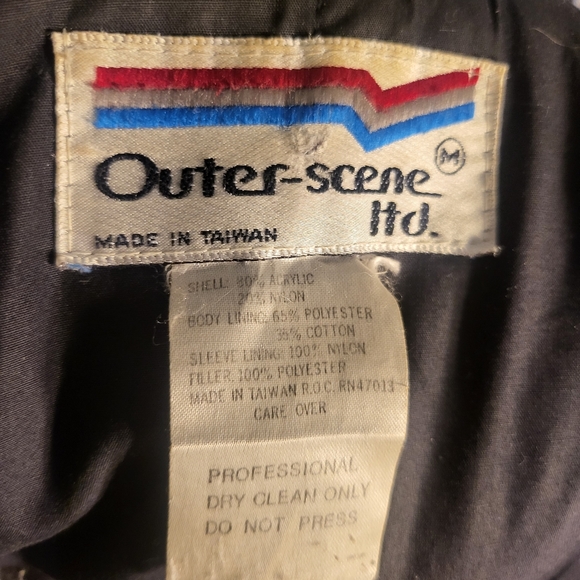 Outer-scene M
ltd.
MADE IN TAIWAN
SHELL: 80% ACRYLIC
20% NYLON
BODY LINING: 65% POLYESTER
35% COTTON
SLEEVE LINING: 100% NYLON
FILLER: 100% POLYESTER
MADE IN TAIWAN R.O.C. RN47013
CARE OVER
PROFESSIONAL
DRY CLEAN ONLY
DO NOT PRESS